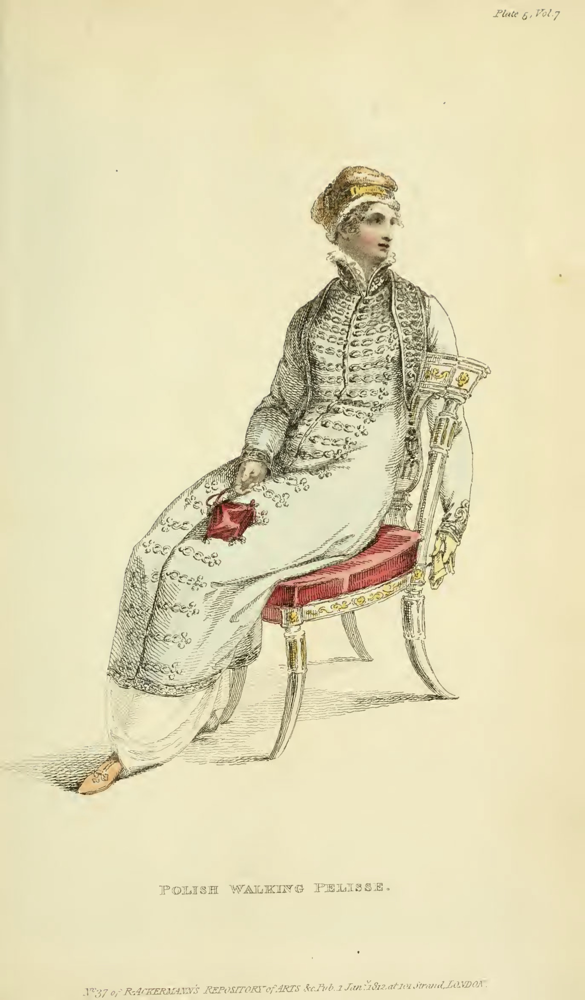 Plate 5, Vol. 7
POLISH WALKING PELISSE.
No. 37 of R. ACKERMANN'S REPOSITORY of ARTS &c. Pub. 1 Jany. 1812. at 101 Strand, LONDON.